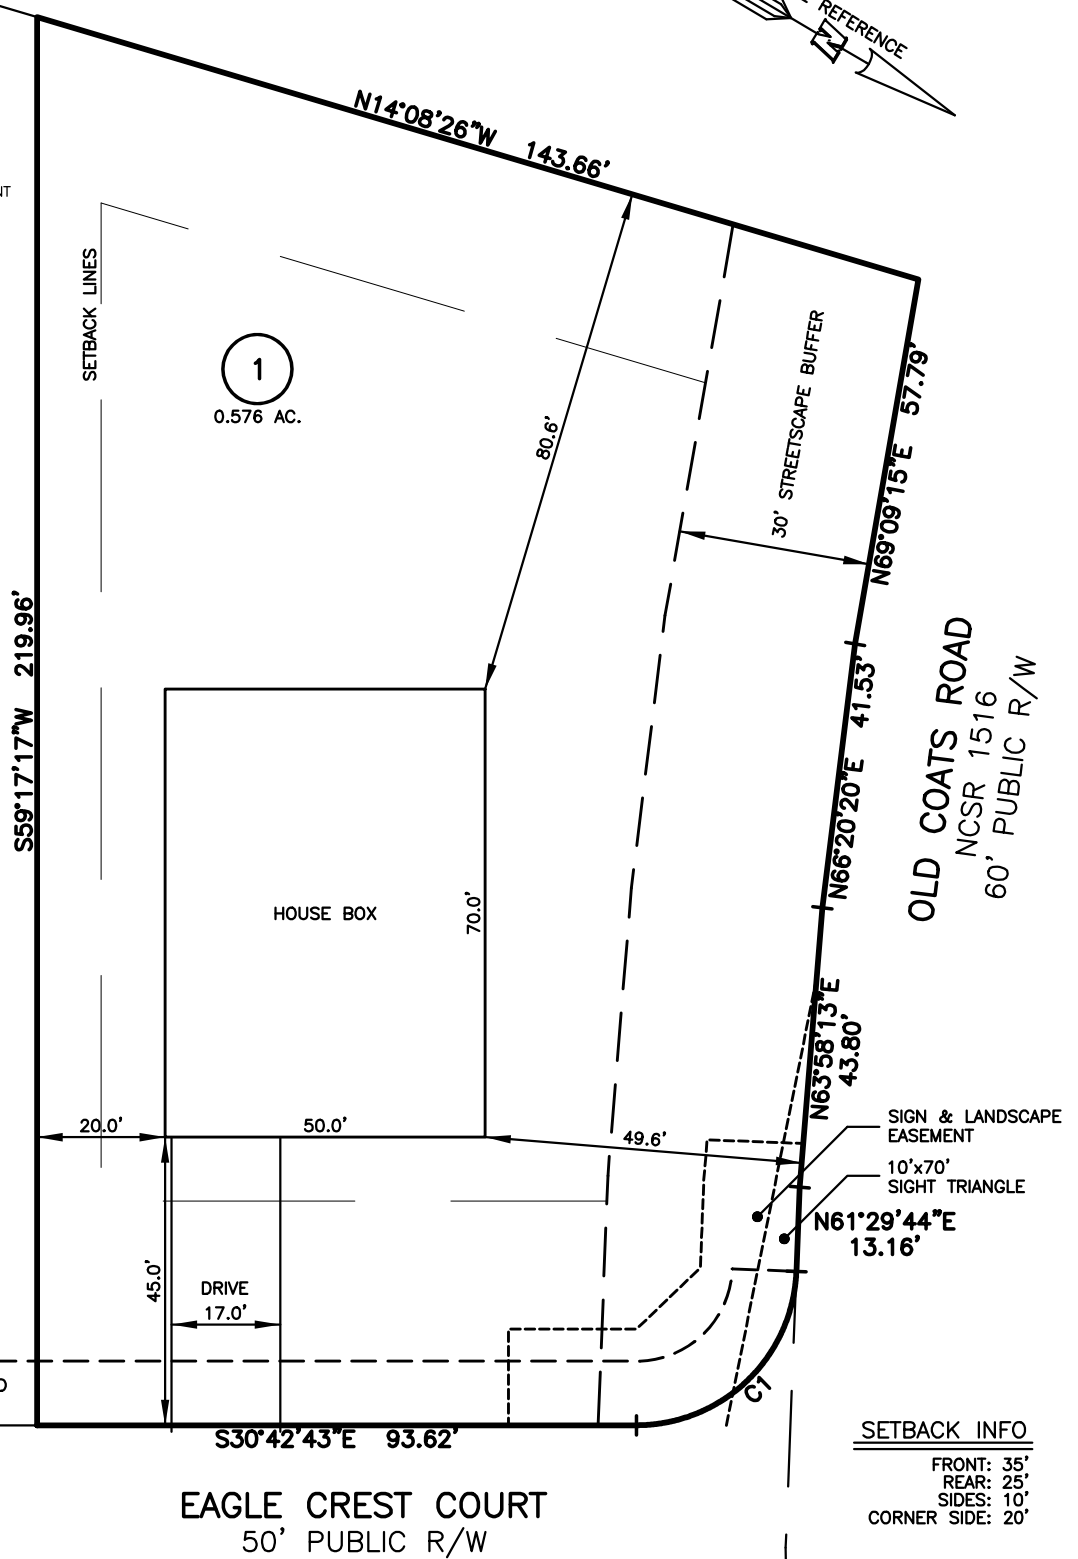 REFERENCE
N
N14°08'26"W 143.66'
NT
SETBACK LINES
1
0.576 AC.
80.6'
30' STREETSCAPE BUFFER
N69°09'15"E 57.79'
S59°17'17"W 219.96'
N66°20'20"E 41.53'
OLD COATS ROAD
NCSR 1516
60' PUBLIC R/W
HOUSE BOX
70.0'
N63°58'13"E
43.80'
20.0'
50.0'
49.6'
SIGN & LANDSCAPE
EASEMENT
10'x70'
SIGHT TRIANGLE
N61°29'44"E
13.16'
45.0'
DRIVE
17.0'
C1
S30°42'43"E 93.62'
EAGLE CREST COURT
50' PUBLIC R/W
SETBACK INFO
FRONT: 35'
REAR: 25'
SIDES: 10'
CORNER SIDE: 20'